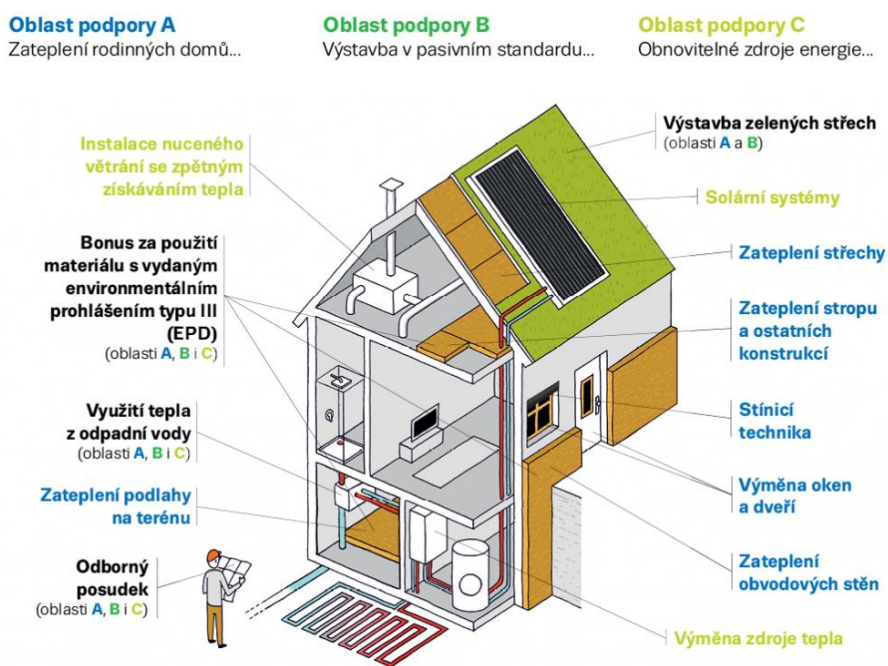 Oblast podpory A
Zateplení rodinných domů...
Oblast podpory B
Výstavba v pasivním standardu...
Oblast podpory C
Obnovitelné zdroje energie...
Instalace nuceného
větrání se zpětným
získáváním tepla
Bonus za použití
materiálu s vydaným
environmentálním
prohlášením typu III
(EPD)
(oblasti A, B i C)
Využití tepla
z odpadní vody
(oblasti A, B i C)
Zateplení podlahy
na terénu
Odborný
posudek
(oblasti A, B i C)
Výstavba zelených střech
(oblasti A a B)
Solární systémy
Zateplení střechy
Zateplení stropu
a ostatních
konstrukcí
Stínicí
technika
Výměna oken
a dveří
Zateplení
obvodových stěn
Výměna zdroje tepla